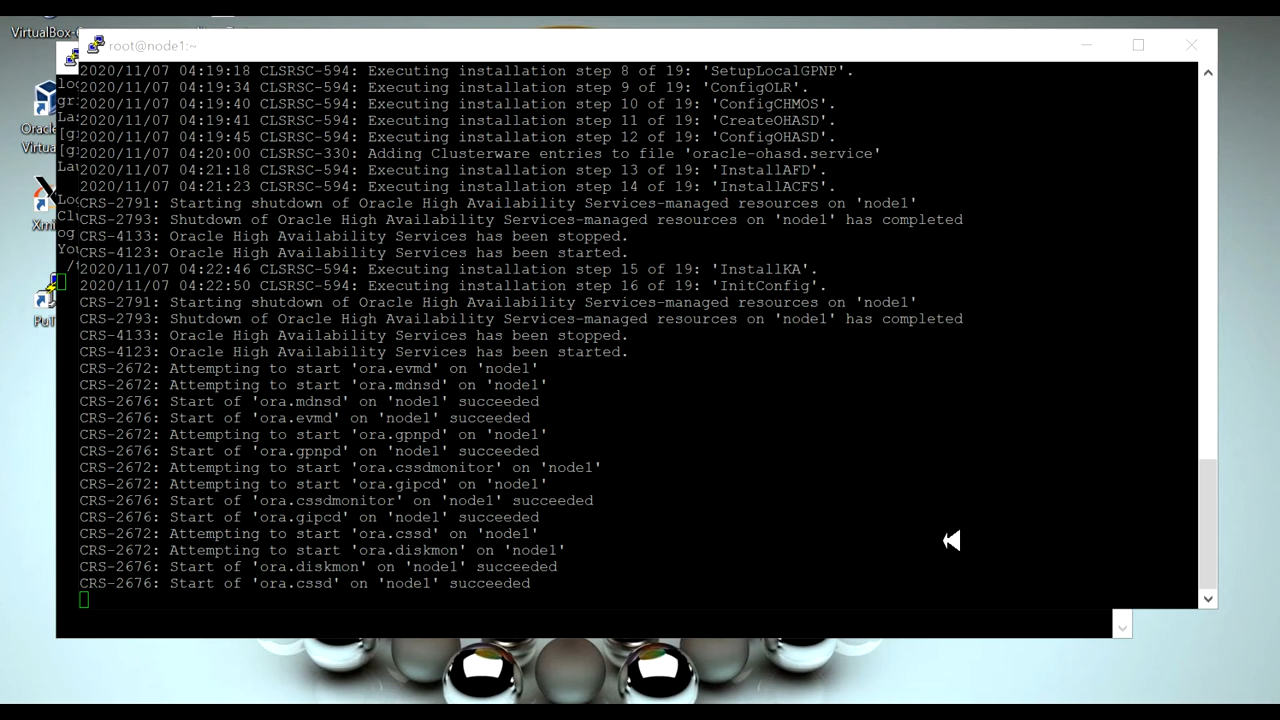 VirtualBox-
root@node1:~
2020/11/07 04:19:18 CLSRSC-594: Executing installation step 8 of 19: 'SetupLocalGPNP'.
2020/11/07 04:19:34 CLSRSC-594: Executing installation step 9 of 19: 'ConfigOLR'.
2020/11/07 04:19:40 CLSRSC-594: Executing installation step 10 of 19: 'ConfigCHMOS'.
2020/11/07 04:19:41 CLSRSC-594: Executing installation step 11 of 19: 'CreateOHASD'.
2020/11/07 04:19:45 CLSRSC-594: Executing installation step 12 of 19: 'ConfigOHASD'.
2020/11/07 04:20:00 CLSRSC-330: Adding Clusterware entries to file 'oracle-ohasd.service'
2020/11/07 04:21:18 CLSRSC-594: Executing installation step 13 of 19: 'InstallAFD'.
2020/11/07 04:21:23 CLSRSC-594: Executing installation step 14 of 19: 'InstallACFS'.
CRS-2791: Starting shutdown of Oracle High Availability Services-managed resources on 'node1'
CRS-2793: Shutdown of Oracle High Availability Services-managed resources on 'node1' has completed
CRS-4133: Oracle High Availability Services has been stopped.
CRS-4123: Oracle High Availability Services has been started.
2020/11/07 04:22:46 CLSRSC-594: Executing installation step 15 of 19: 'InstallKA'.
2020/11/07 04:22:50 CLSRSC-594: Executing installation step 16 of 19: 'InitConfig'.
CRS-2791: Starting shutdown of Oracle High Availability Services-managed resources on 'node1'
CRS-2793: Shutdown of Oracle High Availability Services-managed resources on 'node1' has completed
CRS-4133: Oracle High Availability Services has been stopped.
CRS-4123: Oracle High Availability Services has been started.
CRS-2672: Attempting to start 'ora.evmd' on 'node1'
CRS-2672: Attempting to start 'ora.mdnsd' on 'node1'
CRS-2676: Start of 'ora.mdnsd' on 'node1' succeeded
CRS-2676: Start of 'ora.evmd' on 'node1' succeeded
CRS-2672: Attempting to start 'ora.gpnpd' on 'node1'
CRS-2676: Start of 'ora.gpnpd' on 'node1' succeeded
CRS-2672: Attempting to start 'ora.cssdmonitor' on 'node1'
CRS-2672: Attempting to start 'ora.gipcd' on 'node1'
CRS-2676: Start of 'ora.cssdmonitor' on 'node1' succeeded
CRS-2676: Start of 'ora.gipcd' on 'node1' succeeded
CRS-2672: Attempting to start 'ora.cssd' on 'node1'
CRS-2672: Attempting to start 'ora.diskmon' on 'node1'
CRS-2676: Start of 'ora.diskmon' on 'node1' succeeded
CRS-2676: Start of 'ora.cssd' on 'node1' succeeded
Oracle
Virtua
Xmi
PuT